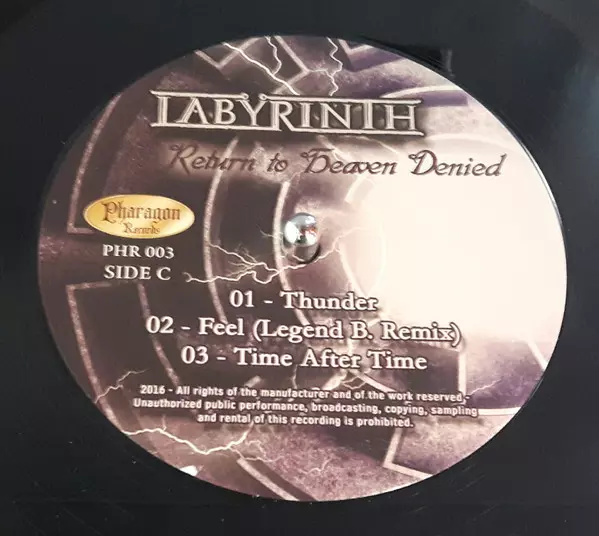 LABYRINTH
Return to Heaven Denied
Pharagon
Records
PHR 003
SIDE C
01 - Thunder
02 - Feel (Legend B. Remix)
03 - Time After Time
2016 - All rights of the manufacturer and of the work reserved -
Unauthorized public performance, broadcasting, copying, sampling
and rental of this recording is prohibited.